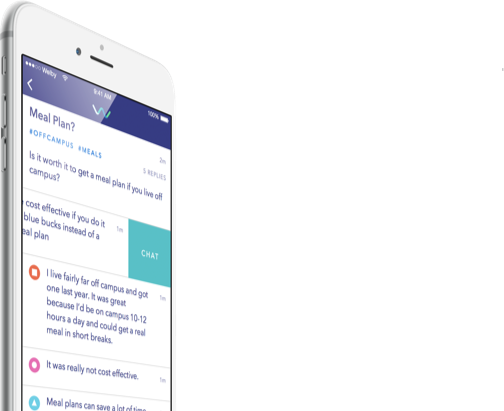 Welby
9:41 AM
100%
Meal Plan?
#OFFCAMPUS #MEALS
2m
5 REPLIES
Is it worth it to get a meal plan if you live off
campus?
cost effective if you do it
1m
blue bucks instead of a
eal plan
CHAT
I live fairly far off campus and got
1m
one last year. It was great
because I'd be on campus 10-12
hours a day and could get a real
meal in short breaks.
It was really not cost effective.
1m
Meal plans can save a lot of time